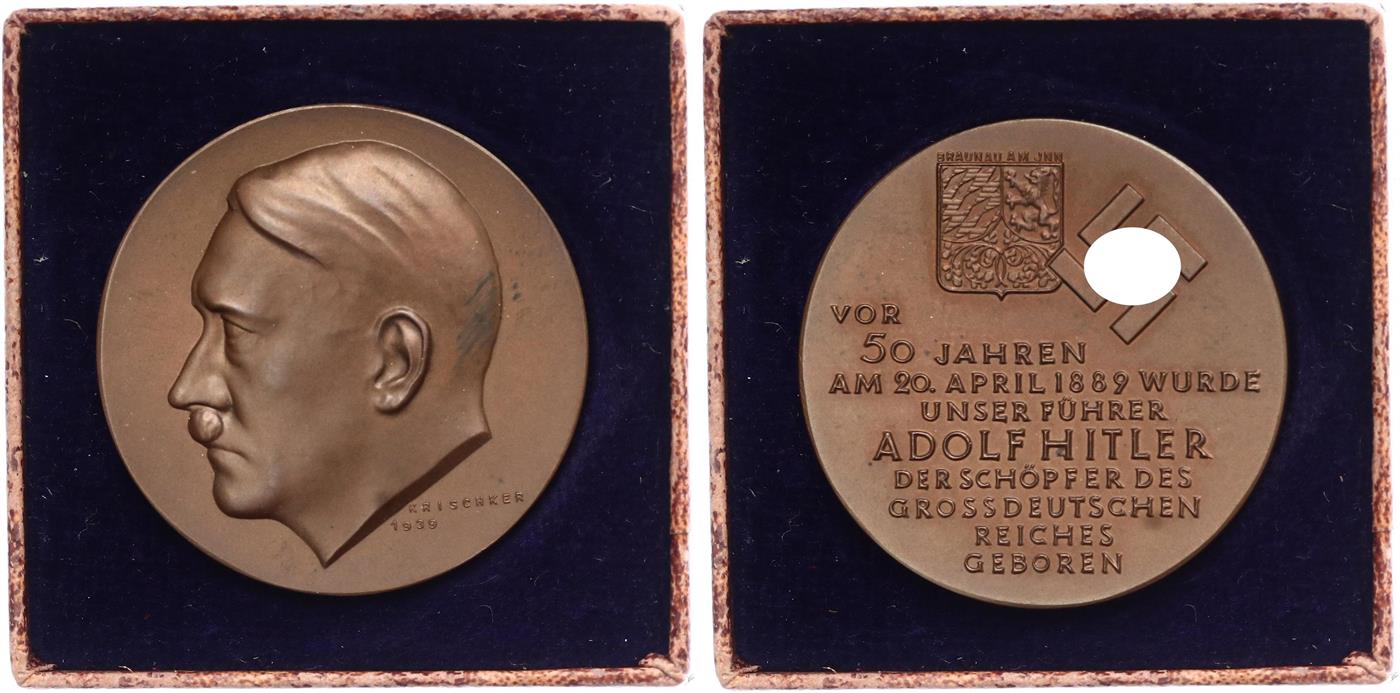 KRISCHKER
1939
BRAUNAU AM JNN
VOR
50 JAHREN
AM 20. APRIL 1889 WURDE
UNSER FÜHRER
ADOLF HITLER
DER SCHÖPFER DES
GROSSDEUTSCHEN
REICHES
GEBOREN